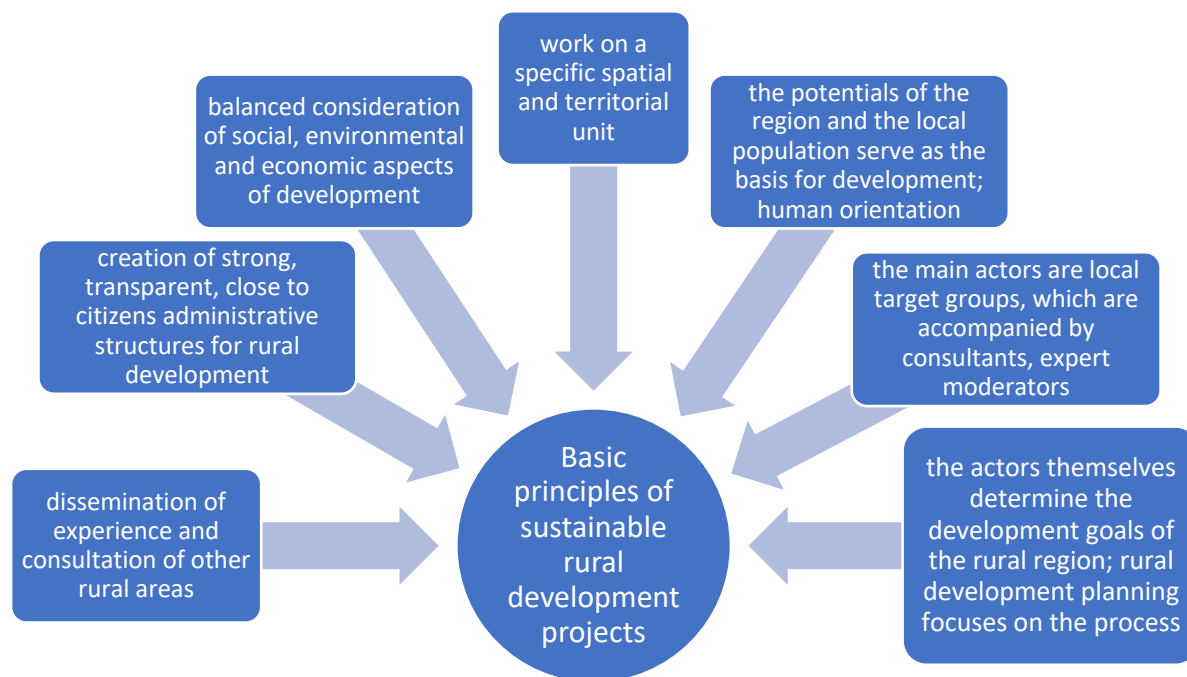 work on a
specific spatial
and territorial
unit
balanced consideration
of social, environmental
and economic aspects
of development
the potentials of the
region and the local
population serve as the
basis for development;
human orientation
creation of strong,
transparent, close to
citizens administrative
structures for rural
development
the main actors are local
target groups, which are
accompanied by
consultants, expert
moderators
dissemination of
experience and
consultation of other
rural areas
Basic
principles of
sustainable
rural
development
projects
the actors themselves
determine the
development goals of
the rural region; rural
development planning
focuses on the process